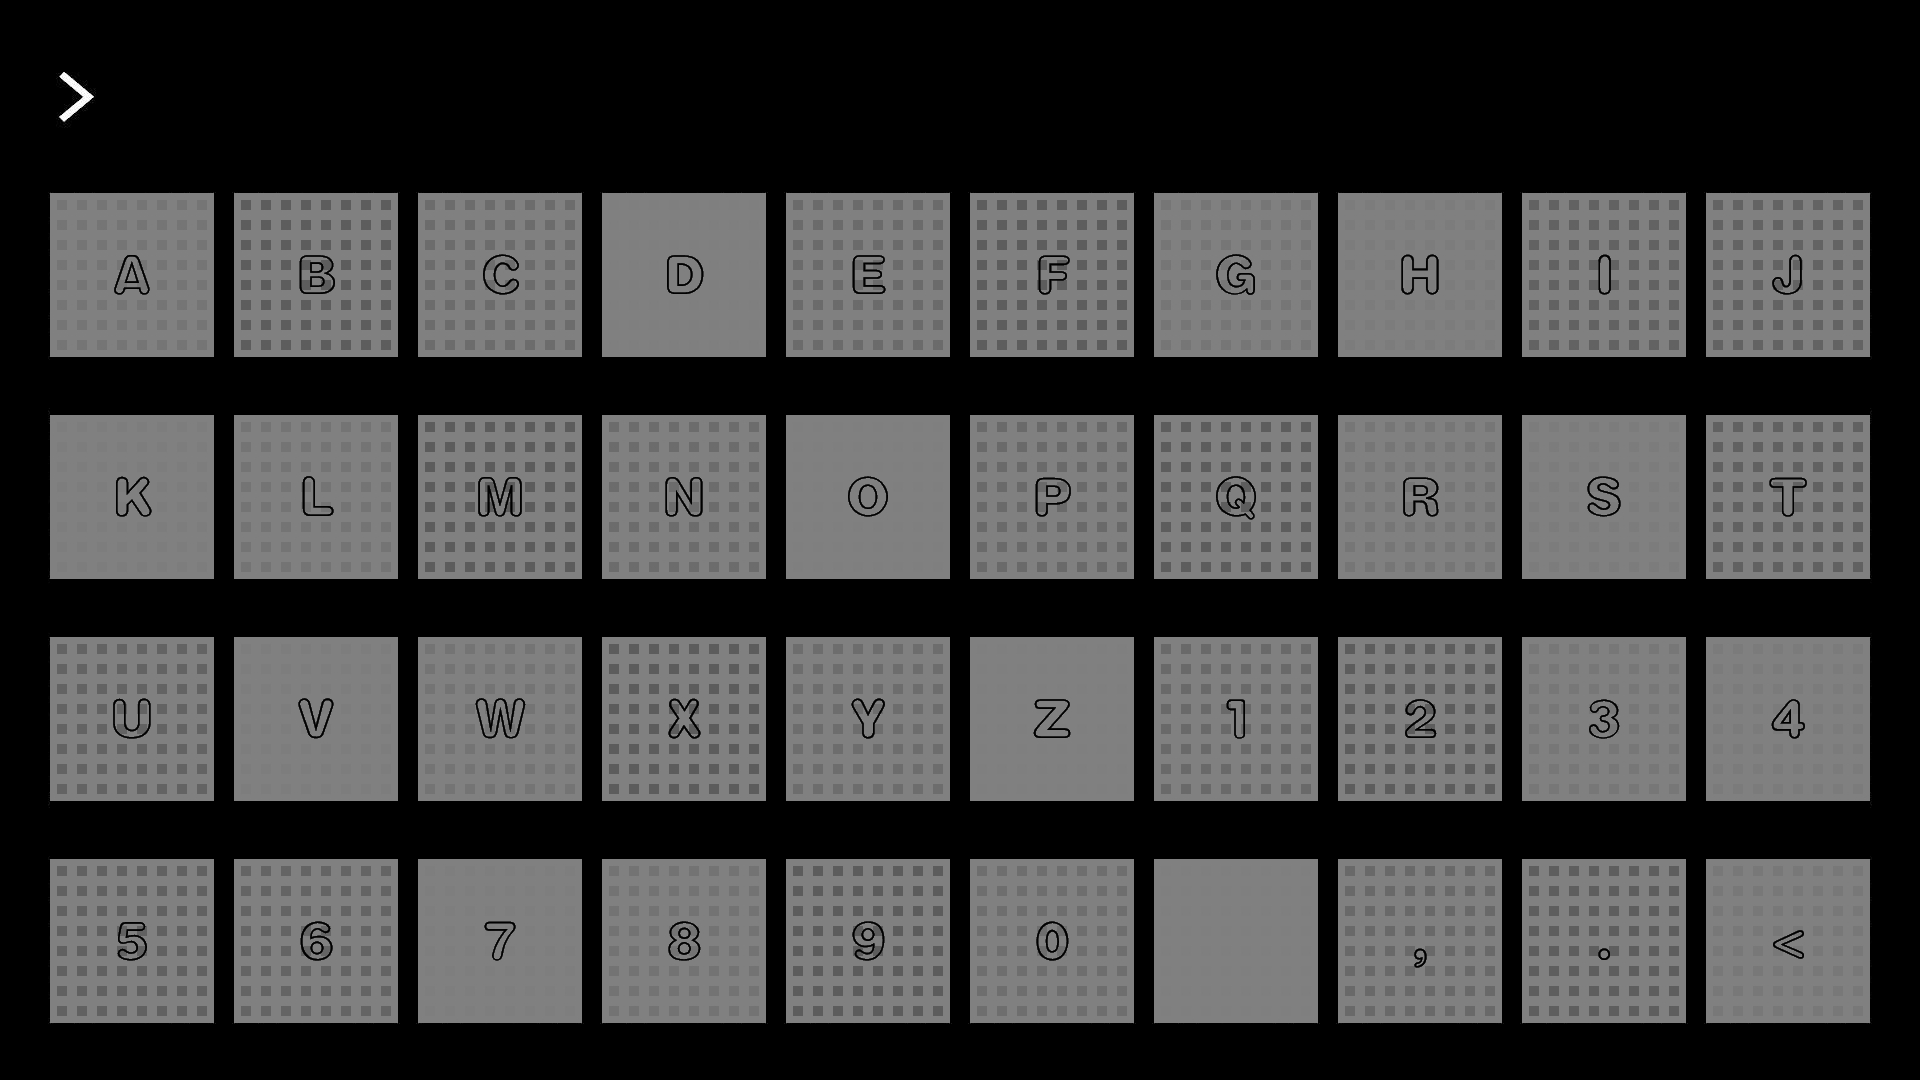 >
A B C D E F G H I J
K L M N O P Q R S T
U V W X Y Z 1 2 3 4
5 6 7 8 9 0 , . <